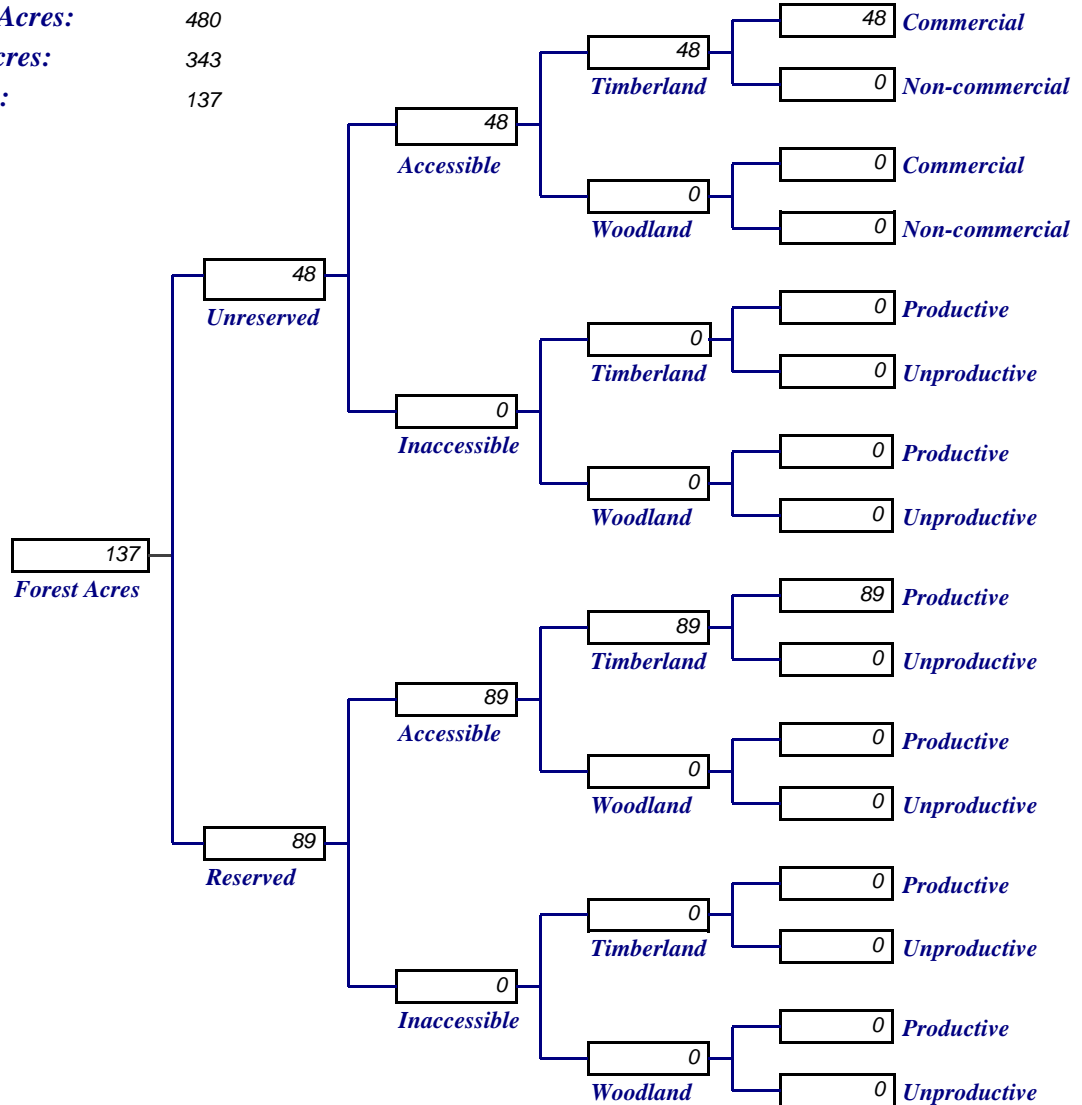 Acres: 480
cres: 343
: 137
48 Commercial
48
Timberland
0 Non-commercial
48
Accessible
0 Commercial
0
Woodland
0 Non-commercial
48
Unreserved
0 Productive
0
Timberland
0 Unproductive
0
Inaccessible
0 Productive
0
Woodland
0 Unproductive
137
Forest Acres
89 Productive
89
Timberland
0 Unproductive
89
Accessible
0 Productive
0
Woodland
0 Unproductive
89
Reserved
0 Productive
0
Timberland
0 Unproductive
0
Inaccessible
0 Productive
0
Woodland
0 Unproductive